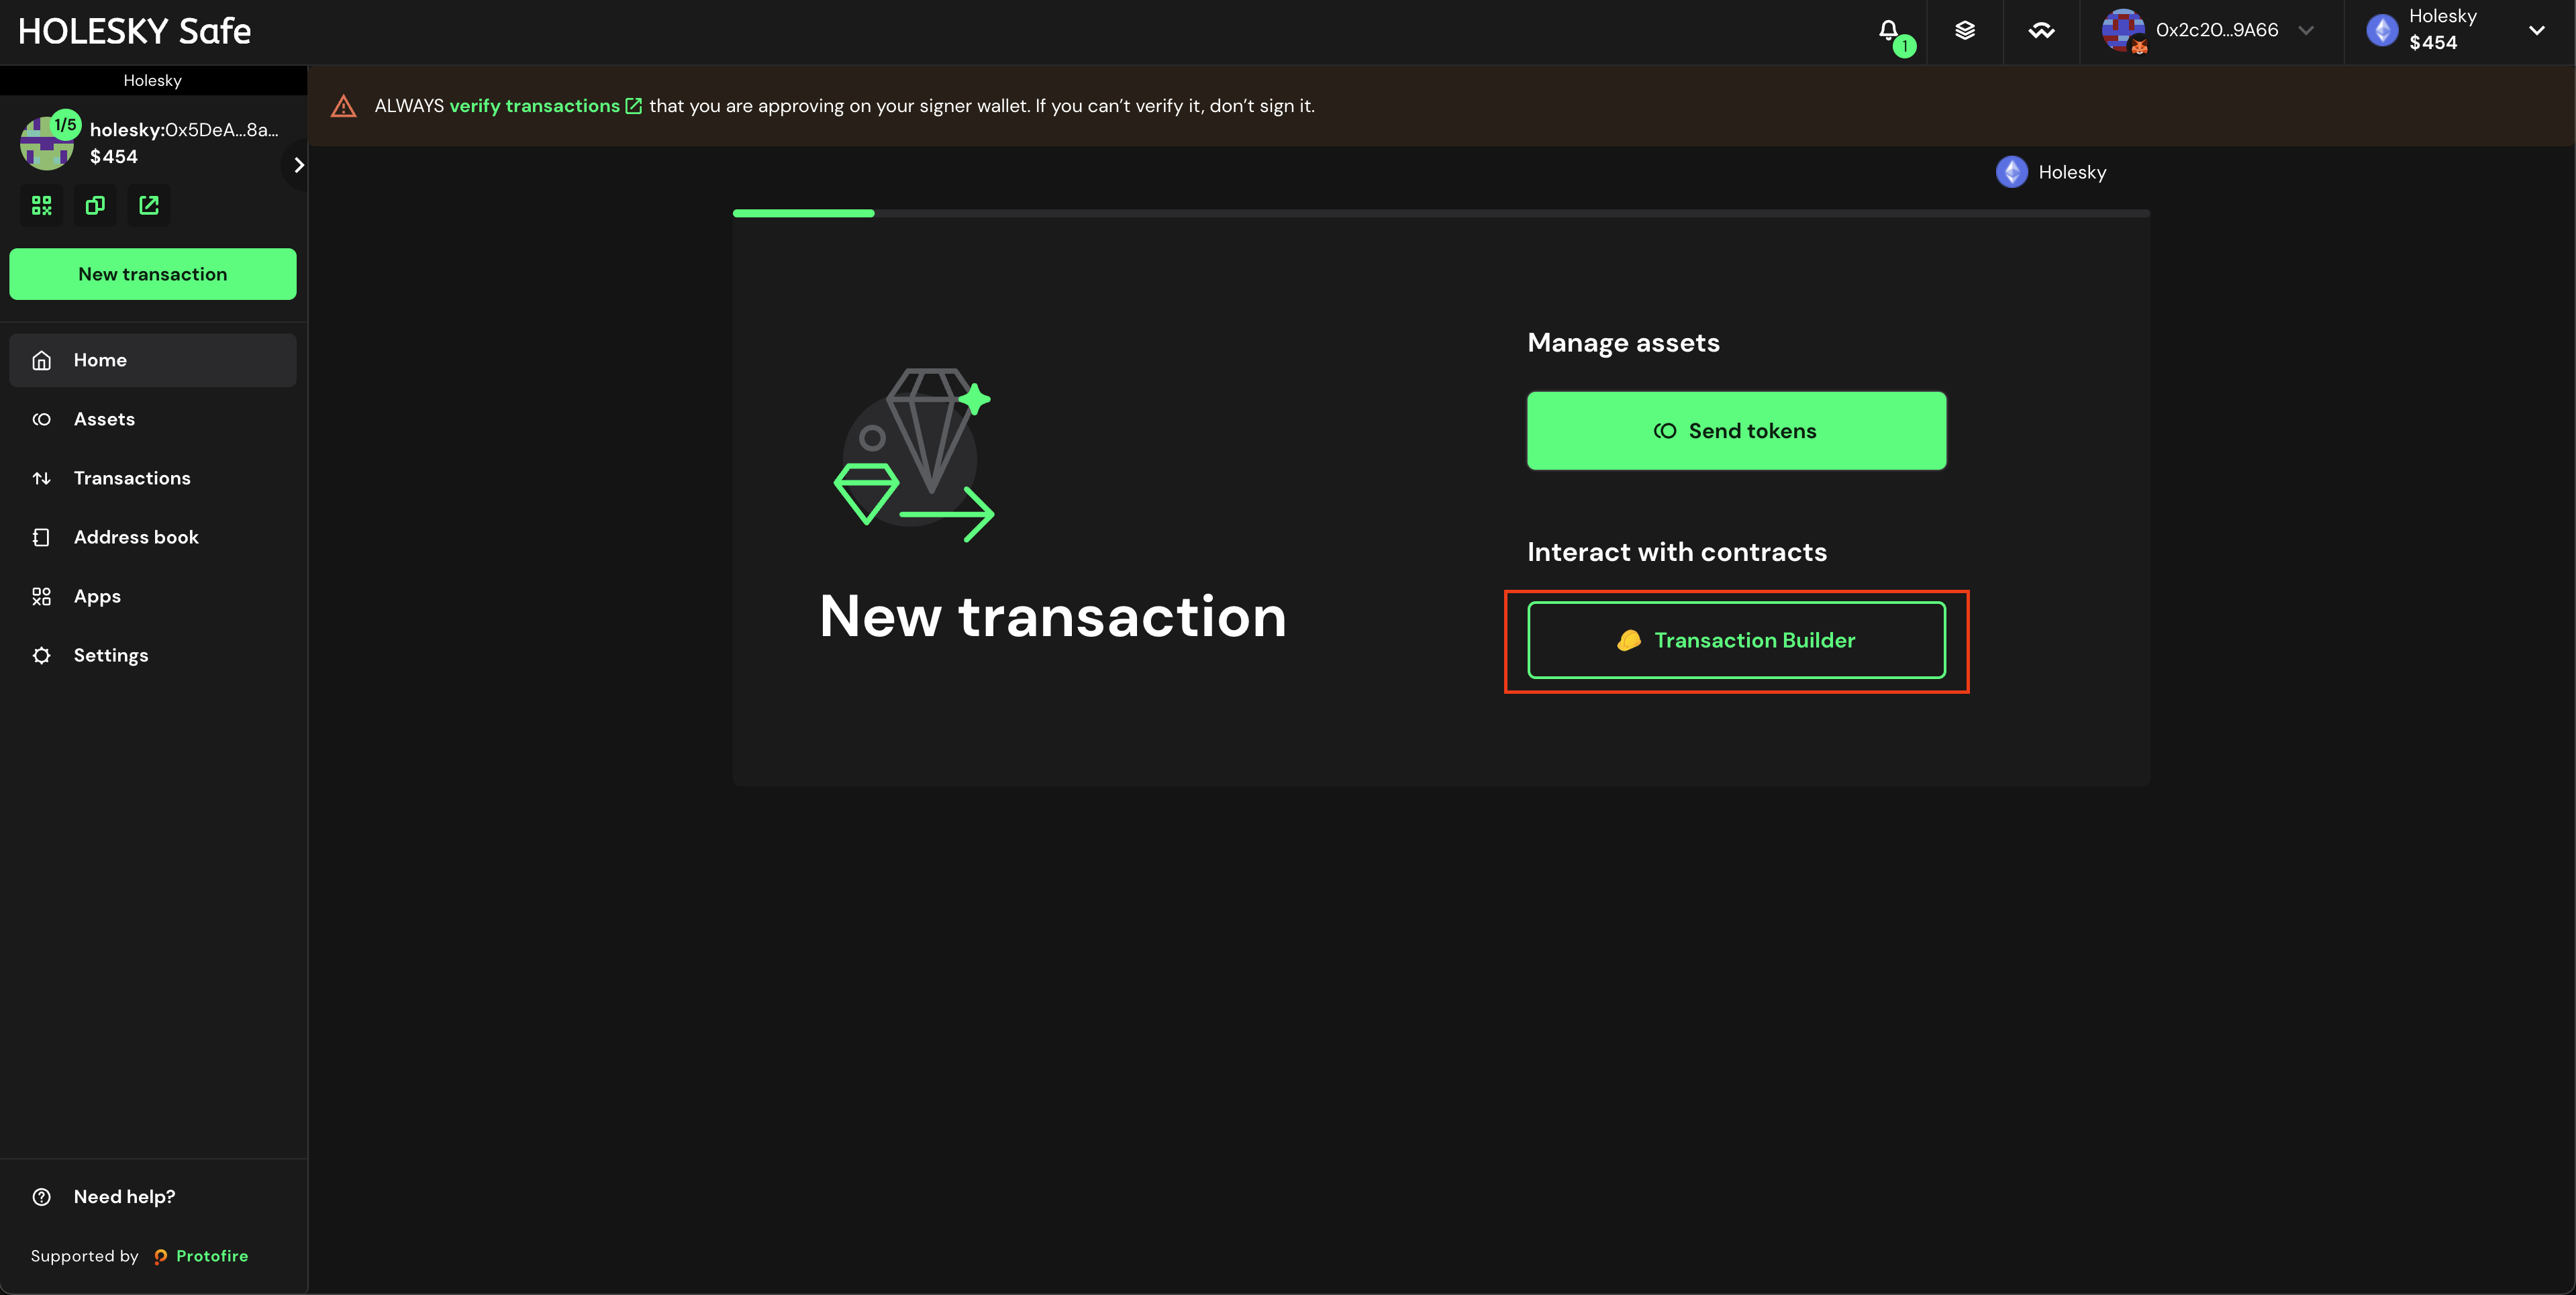 HOLESKY Safe
1
0x2c20...9A66
Holesky
$454
Holesky
1/5
holesky:0x5DeA...8a...
$454
New transaction
Home
Assets
Transactions
Address book
Apps
Settings
Need help?
Supported by Protofire
ALWAYS verify transactions that you are approving on your signer wallet. If you can't verify it, don't sign it.
Holesky
New transaction
Manage assets
Send tokens
Interact with contracts
Transaction Builder